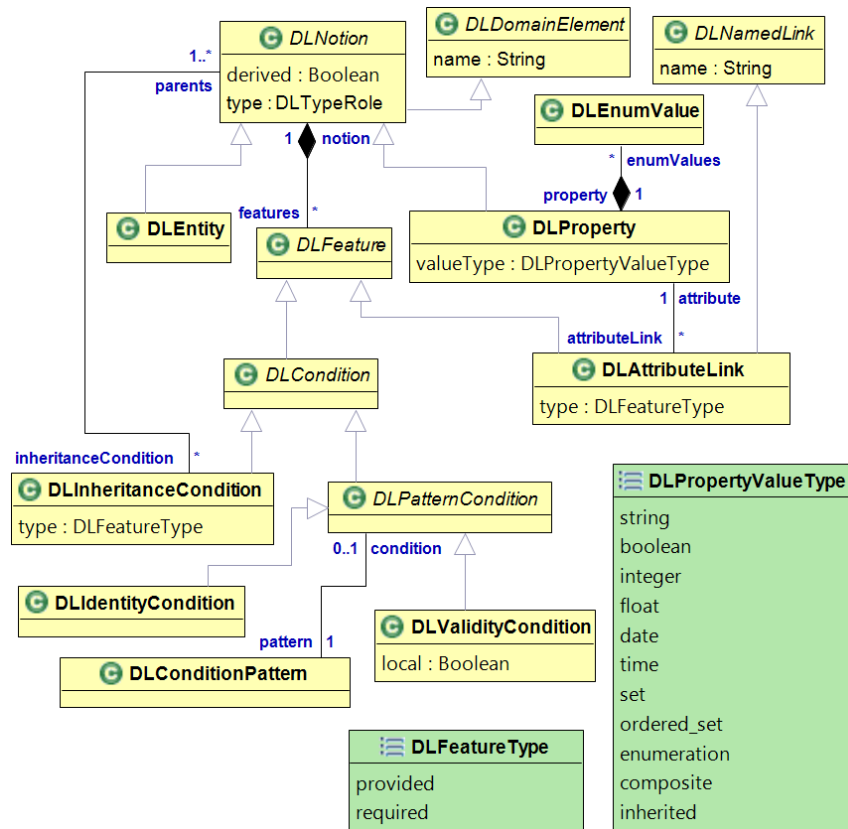 DLNotion
derived : Boolean
type : DLTypeRole
DLDomainElement
name : String
DLNamedLink
name : String
1..*
parents
DLEnumValue
1
notion
*
enumValues
property
1
DLEntity
features
*
DLFeature
DLProperty
valueType : DLPropertyValueType
1
attribute
attributeLink
*
DLCondition
DLAttributeLink
type : DLFeatureType
inheritanceCondition
*
DLInheritanceCondition
type : DLFeatureType
DLPatternCondition
0..1
condition
DLIdentityCondition
pattern
1
DLConditionPattern
DLValidityCondition
local : Boolean
DLPropertyValueType
string
boolean
integer
float
date
time
set
ordered_set
enumeration
composite
inherited
DLFeatureType
provided
required